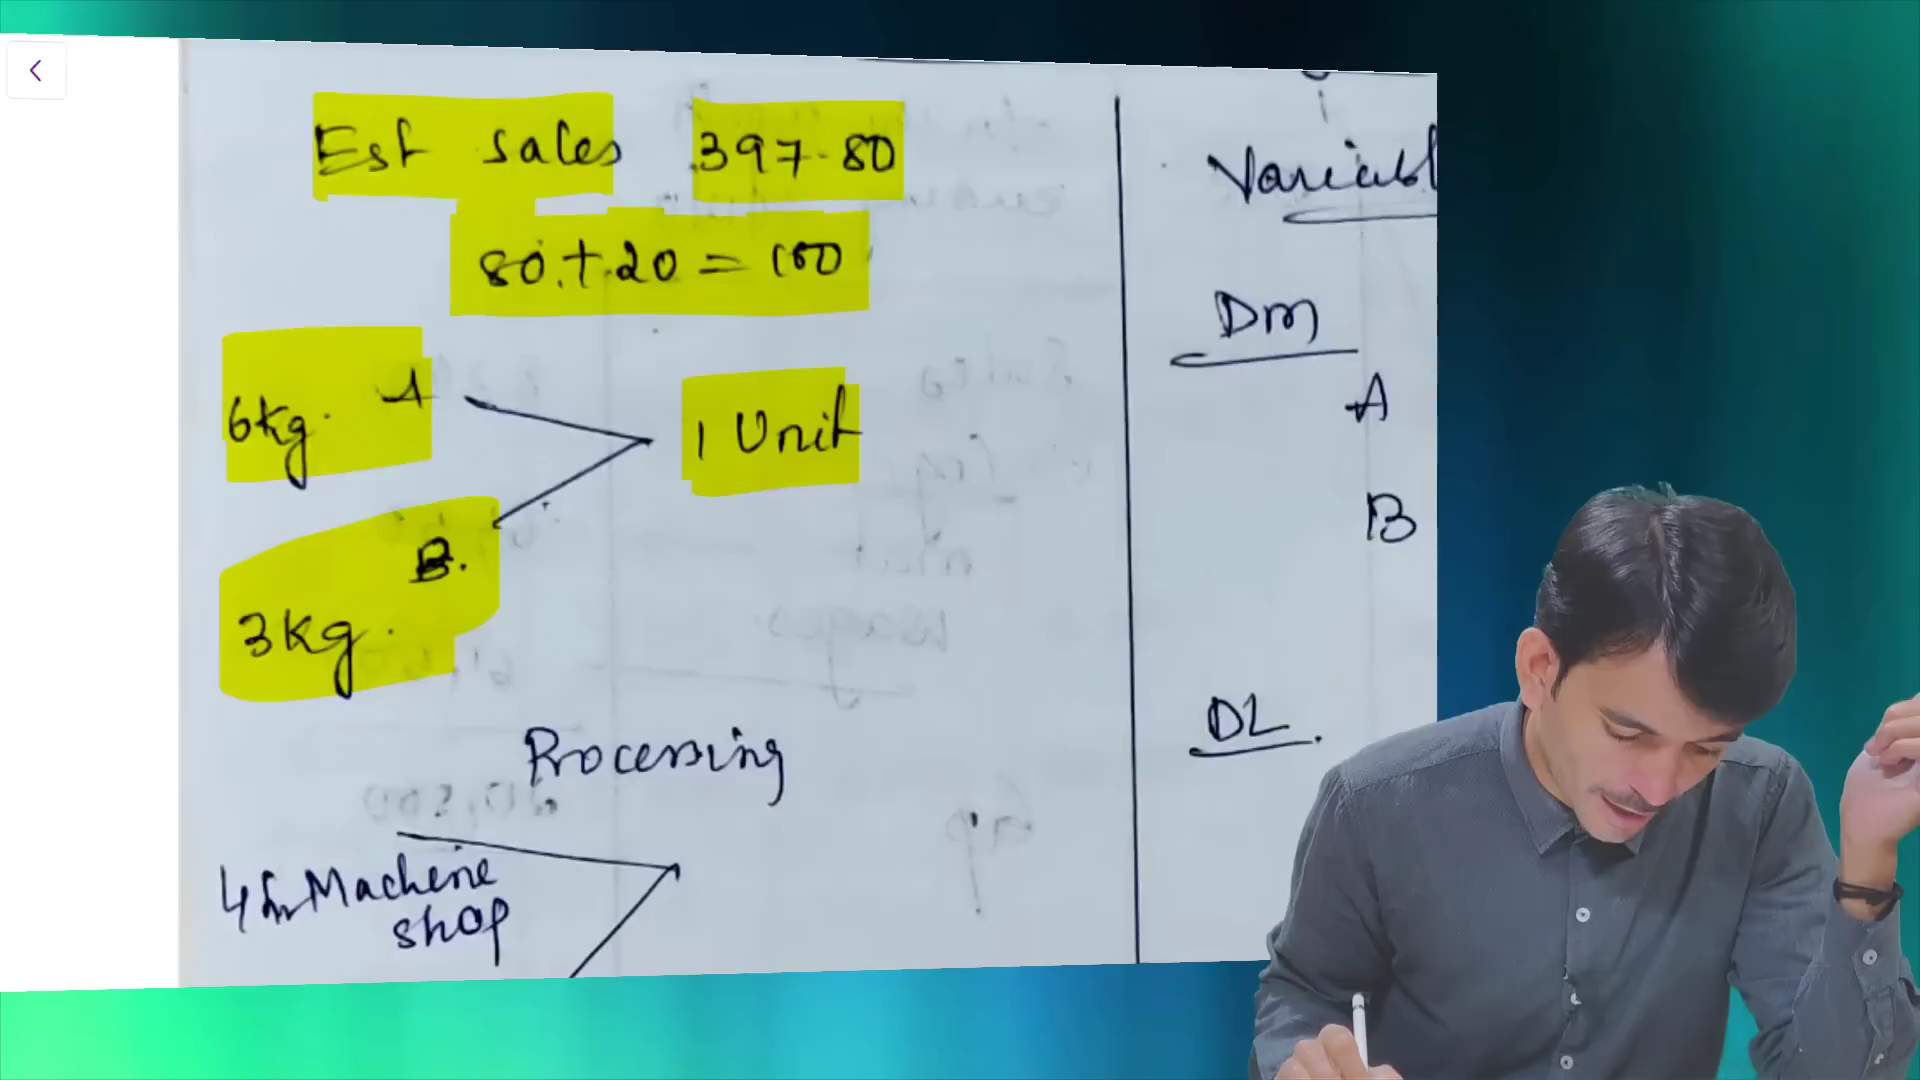 Est sales 397.80
80 + 20 = 100
6kg. A
1 Unit
B.
3kg.
Processing
4hr Machine
shop
Variabl
Dm
A
B
DL.